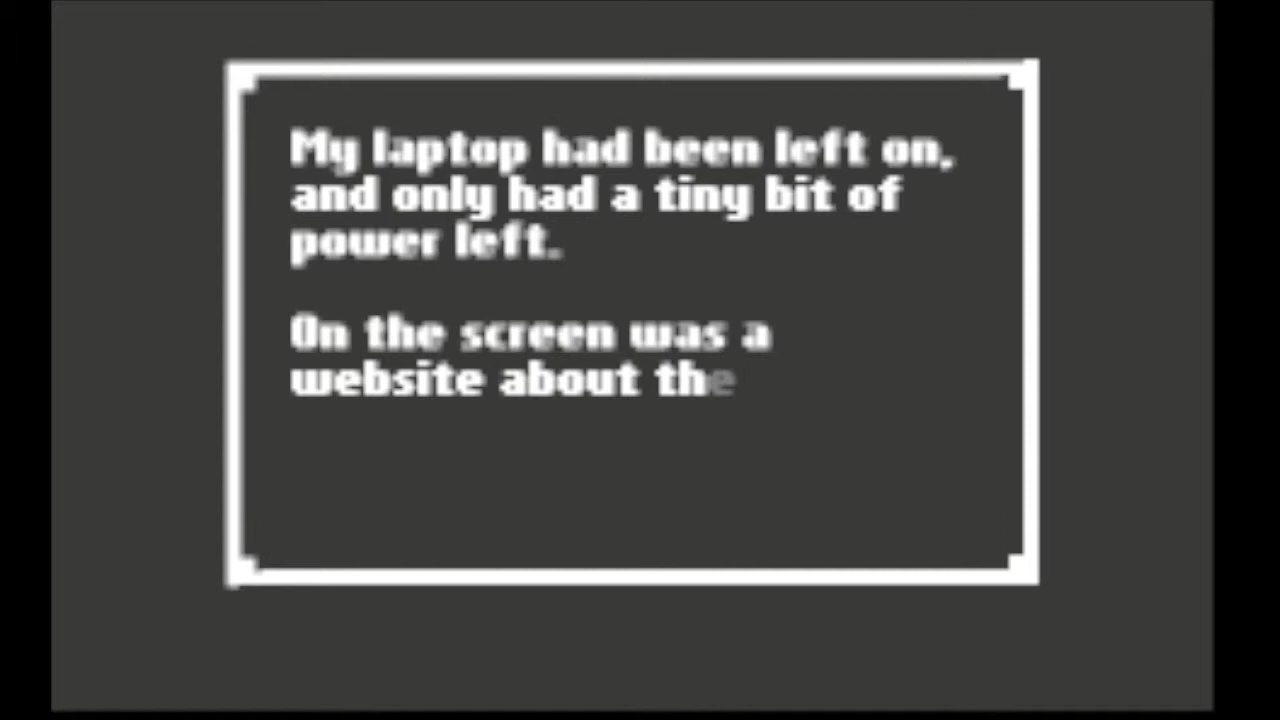 My laptop had been left on,
and only had a tiny bit of
power left.
On the screen was a
website about the